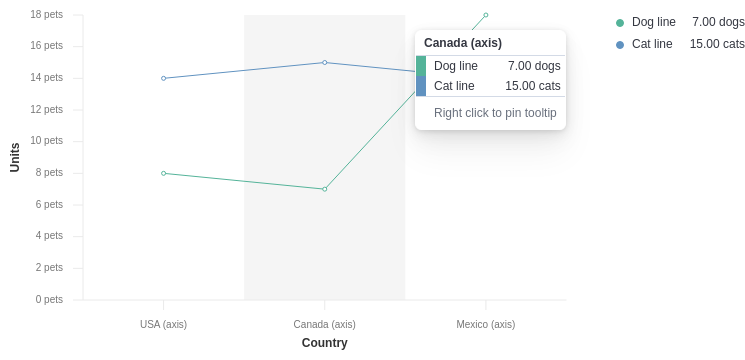 18 pets
16 pets
14 pets
12 pets
10 pets
8 pets
6 pets
4 pets
2 pets
0 pets
Units
USA (axis)
Canada (axis)
Mexico (axis)
Country
Canada (axis)
Dog line 7.00 dogs
Cat line 15.00 cats
Right click to pin tooltip
Dog line 7.00 dogs
Cat line 15.00 cats